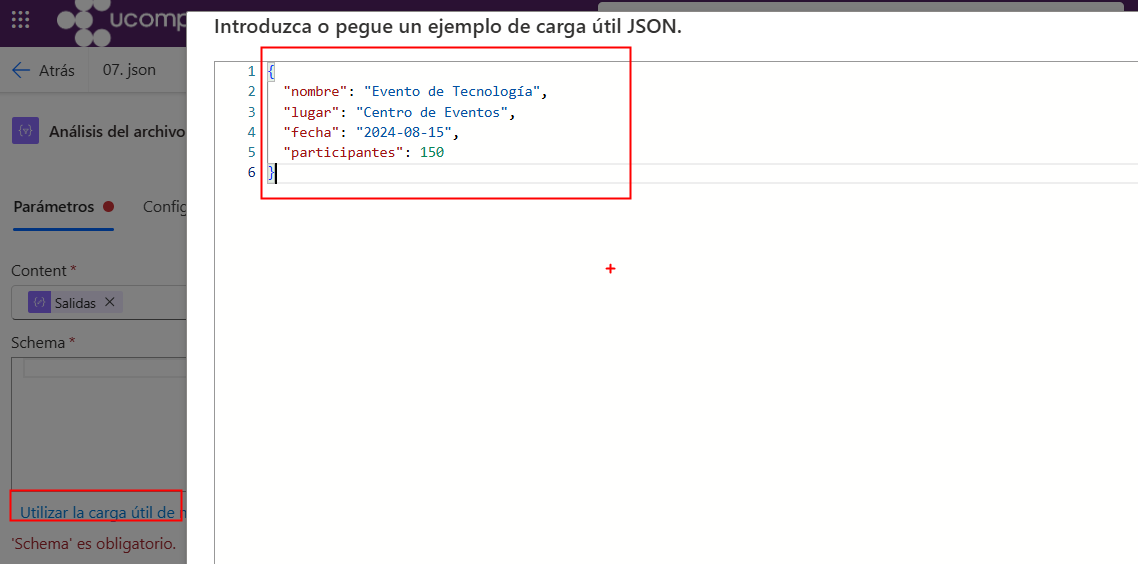 ucomp
Introduzca o pegue un ejemplo de carga útil JSON.
Atrás
07. json
Análisis del archivo
Parámetros
Config
Content *
Salidas
Schema *
Utilizar la carga útil de
'Schema' es obligatorio.
1 {
2 "nombre": "Evento de Tecnología",
3 "lugar": "Centro de Eventos",
4 "fecha": "2024-08-15",
5 "participantes": 150
6 }